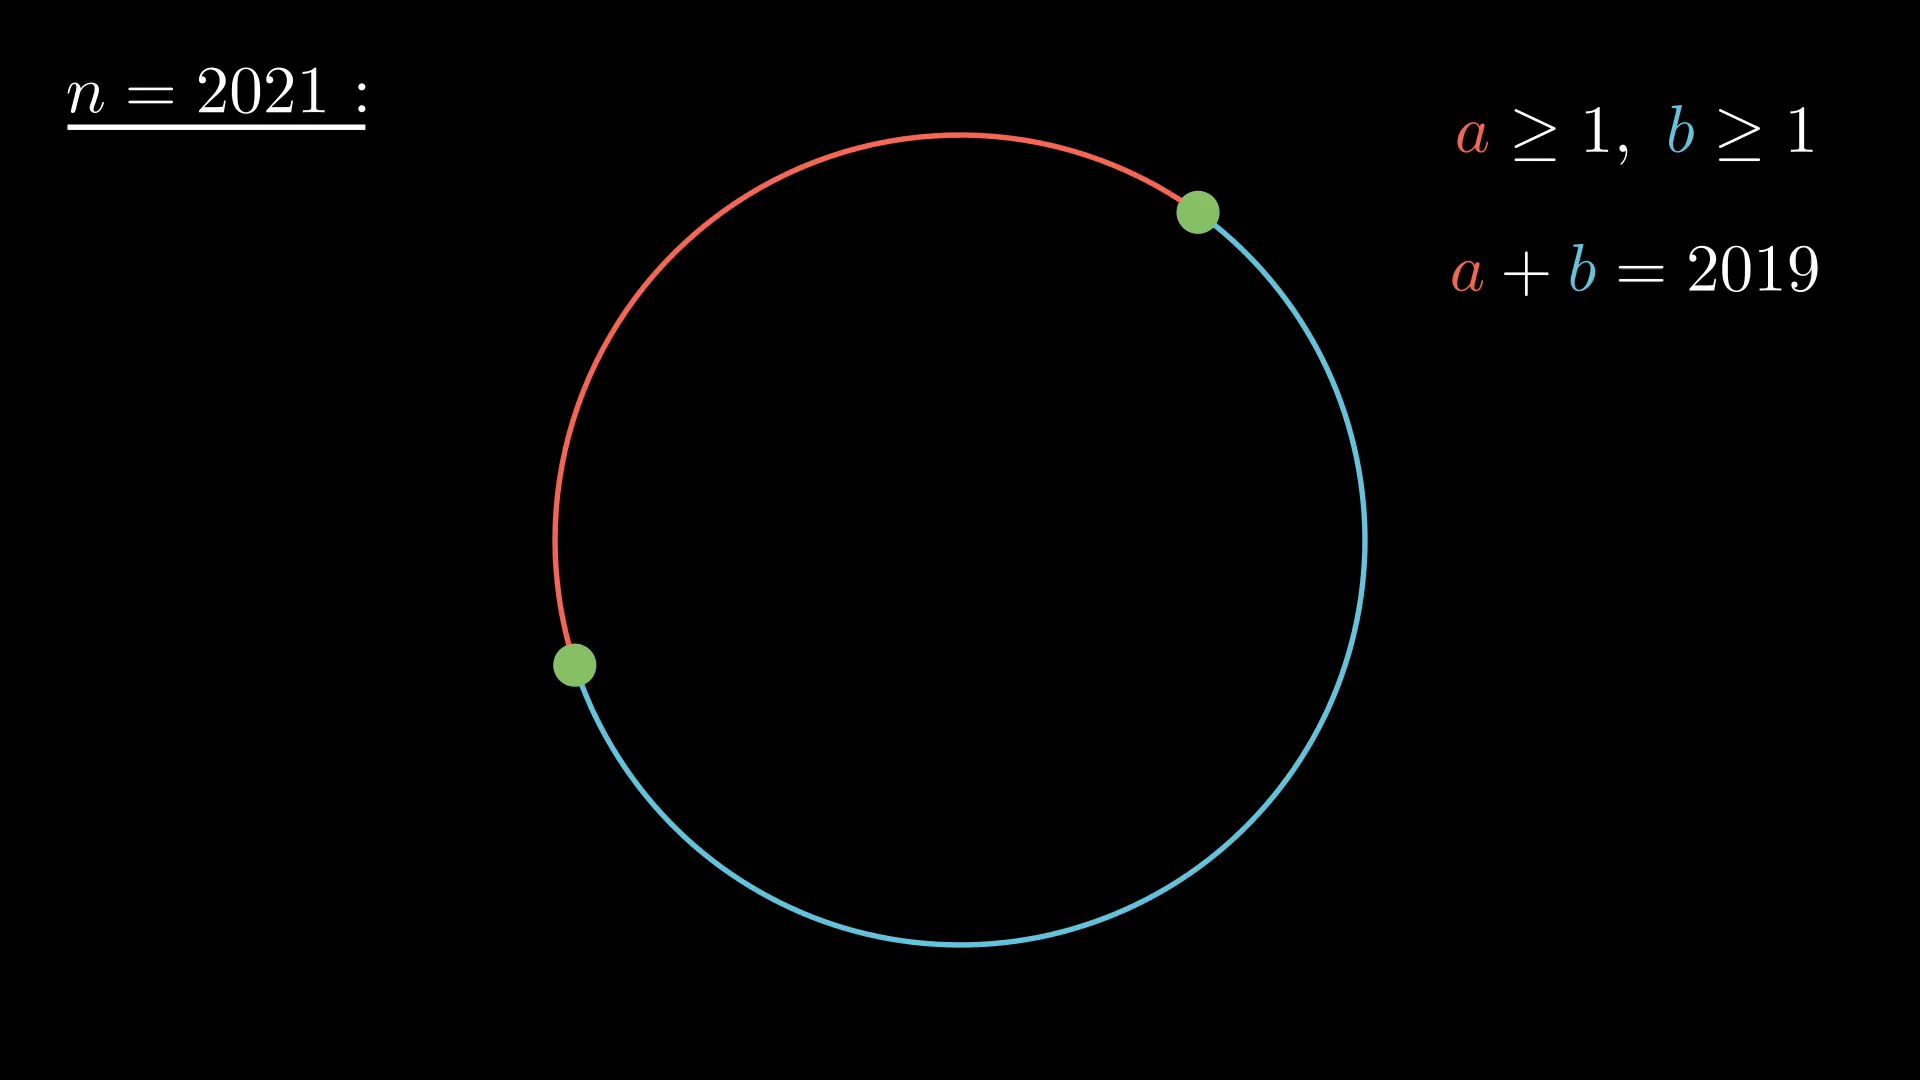 n = 2021 :
a ≥ 1, b ≥ 1
a + b = 2019